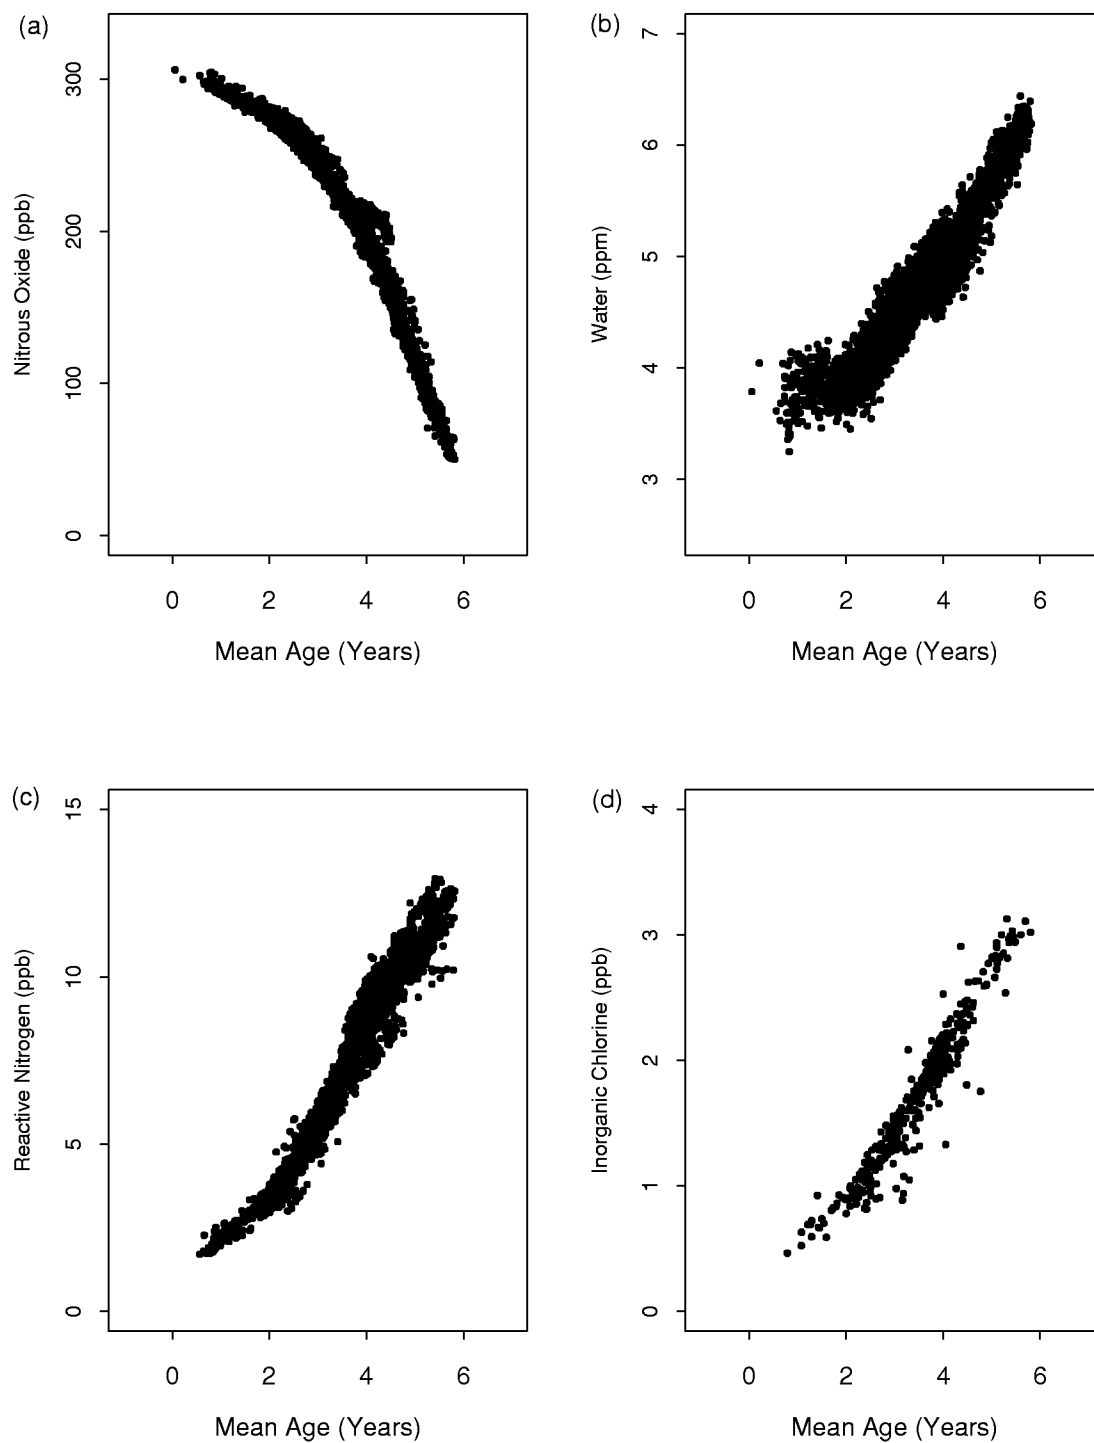 (a)
Nitrous Oxide (ppb)
300
200
100
0
0 2 4 6
Mean Age (Years)
(b)
Water (ppm)
7
6
5
4
3
0 2 4 6
Mean Age (Years)
(c)
Reactive Nitrogen (ppb)
15
10
5
0
0 2 4 6
Mean Age (Years)
(d)
Inorganic Chlorine (ppb)
4
3
2
1
0
0 2 4 6
Mean Age (Years)